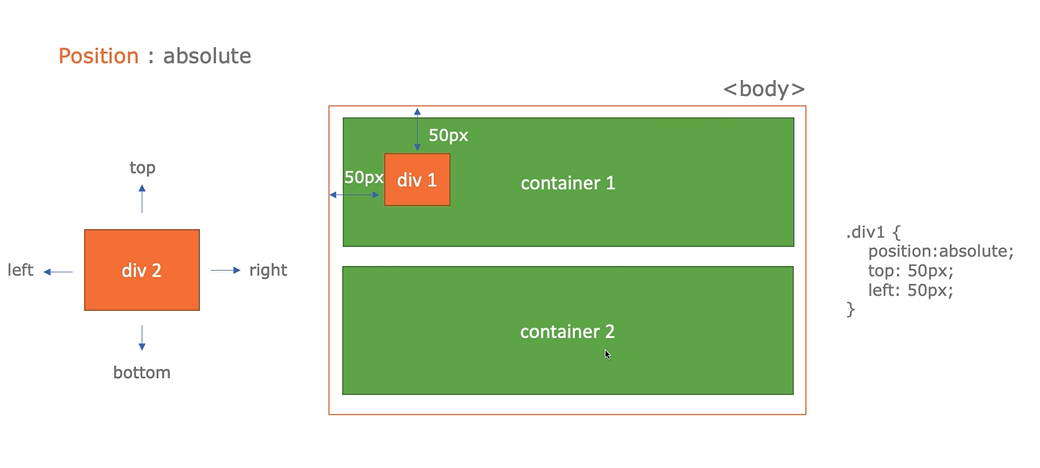 Position : absolute
<body>
50px
50px
div 1
container 1
top
div 2
left
right
bottom
container 2
.div1 {
position:absolute;
top: 50px;
left: 50px;
}